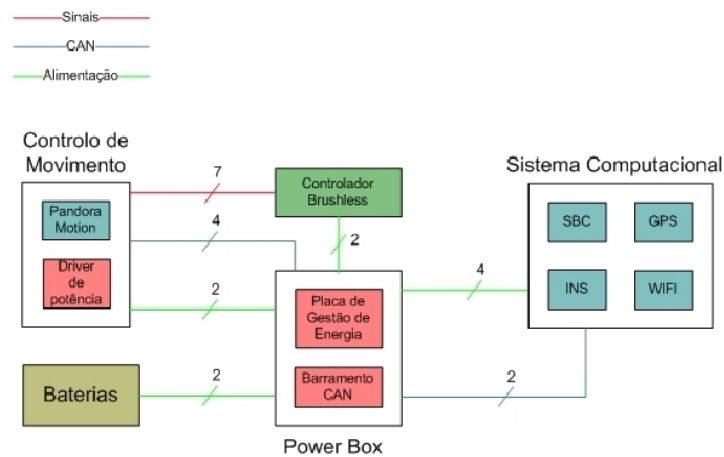 Sinais
CAN
Alimentação
Controlo de
Movimento
Pandora
Motion
Driver
de
potência
7
4
2
Controlador
Brushless
2
Sistema Computacional
SBC
GPS
INS
WIFI
4
Placa de
Gestão de
Energia
Barramento
CAN
Baterias
2
2
Power Box